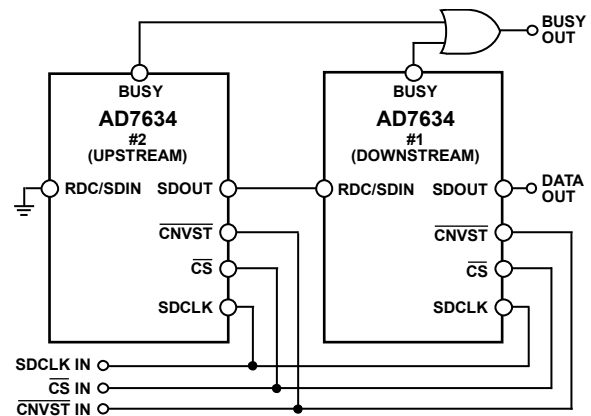 BUSY
OUT
BUSY
BUSY
AD7634
#2
(UPSTREAM)
AD7634
#1
(DOWNSTREAM)
RDC/SDIN SDOUT
RDC/SDIN SDOUT
DATA
OUT
CNVST
CNVST
CS
CS
SDCLK
SDCLK
SDCLK IN
CS IN
CNVST IN